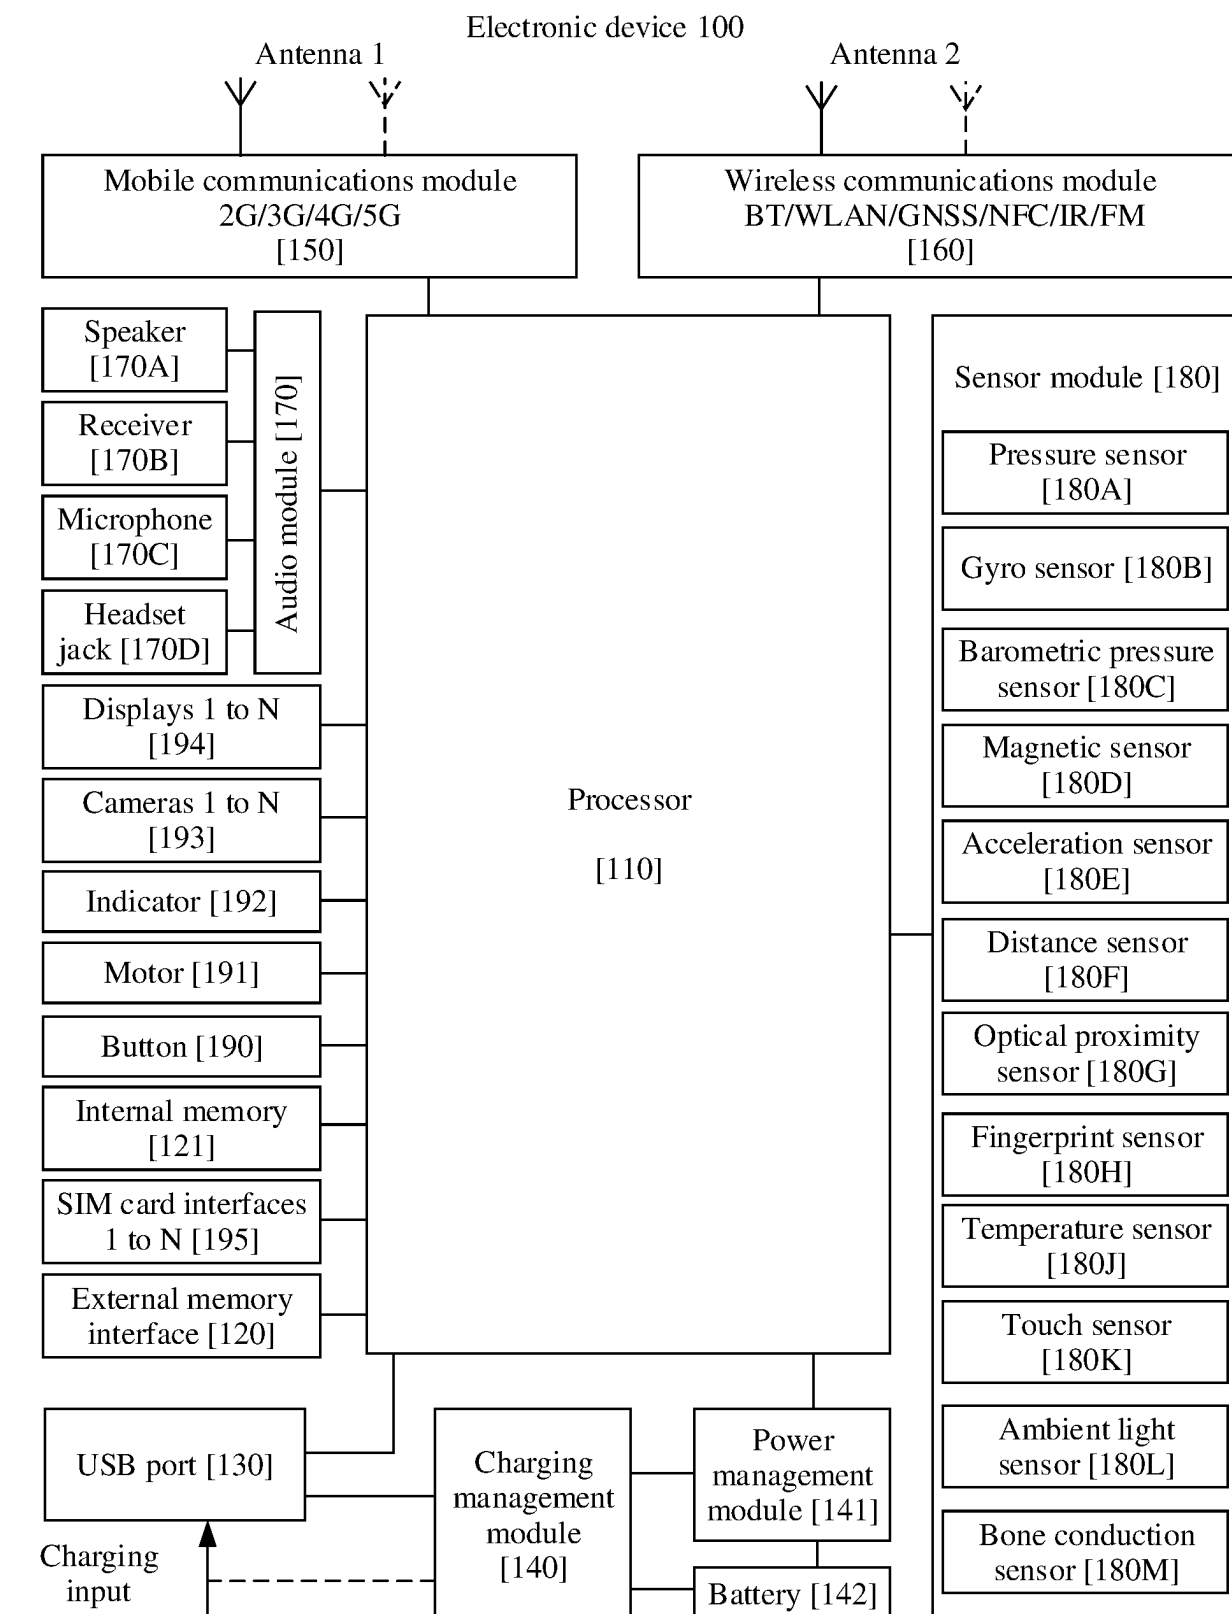 Electronic device 100
Antenna 1
Antenna 2
Mobile communications module
2G/3G/4G/5G
[150]
Wireless communications module
BT/WLAN/GNSS/NFC/IR/FM
[160]
Speaker
[170A]
Receiver
[170B]
Microphone
[170C]
Headset
jack [170D]
Audio module [170]
Displays 1 to N
[194]
Cameras 1 to N
[193]
Indicator [192]
Motor [191]
Button [190]
Internal memory
[121]
SIM card interfaces
1 to N [195]
External memory
interface [120]
Processor
[110]
Sensor module [180]
Pressure sensor
[180A]
Gyro sensor [180B]
Barometric pressure
sensor [180C]
Magnetic sensor
[180D]
Acceleration sensor
[180E]
Distance sensor
[180F]
Optical proximity
sensor [180G]
Fingerprint sensor
[180H]
Temperature sensor
[180J]
Touch sensor
[180K]
Ambient light
sensor [180L]
Bone conduction
sensor [180M]
USB port [130]
Charging
input
Charging
management
module
[140]
Power
management
module [141]
Battery [142]